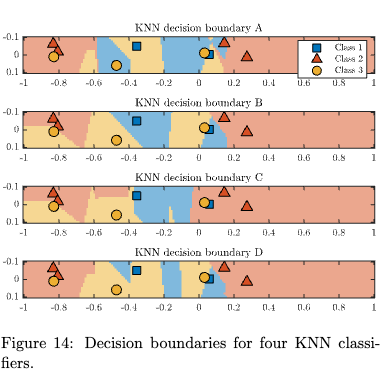 KNN decision boundary A
-0.1
0
0.1
Class 1
Class 2
Class 3
-1 -0.8 -0.6 -0.4 -0.2 0 0.2 0.4 0.6 0.8 1
KNN decision boundary B
-0.1
0
0.1
-1 -0.8 -0.6 -0.4 -0.2 0 0.2 0.4 0.6 0.8 1
KNN decision boundary C
-0.1
0
0.1
-1 -0.8 -0.6 -0.4 -0.2 0 0.2 0.4 0.6 0.8 1
KNN decision boundary D
-0.1
0
0.1
-1 -0.8 -0.6 -0.4 -0.2 0 0.2 0.4 0.6 0.8 1
Figure 14: Decision boundaries for four KNN classi-
fiers.